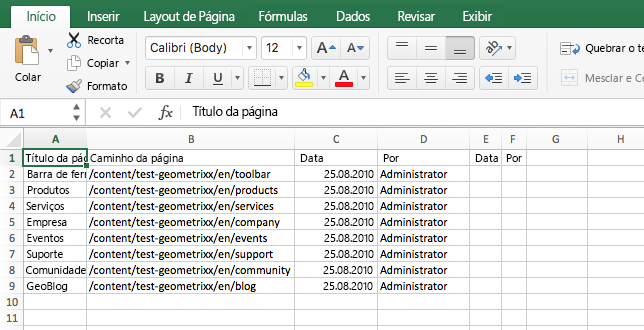 Início Inserir Layout de Página Fórmulas Dados Revisar Exibir
Colar
Recorta
Copiar
Formato
Calibri (Body) 12 A A
B I U A
ab
Quebrar o te
Mesclar e Ce
A1 fx Título da página
A B C D E F G H
1 Título da pág Caminho da página Data Por Data Por
2 Barra de ferr /content/test-geometrixx/en/toolbar 25.08.2010 Administrator
3 Produtos /content/test-geometrixx/en/products 25.08.2010 Administrator
4 Serviços /content/test-geometrixx/en/services 25.08.2010 Administrator
5 Empresa /content/test-geometrixx/en/company 25.08.2010 Administrator
6 Eventos /content/test-geometrixx/en/events 25.08.2010 Administrator
7 Suporte /content/test-geometrixx/en/support 25.08.2010 Administrator
8 Comunidade /content/test-geometrixx/en/community 25.08.2010 Administrator
9 GeoBlog /content/test-geometrixx/en/blog 25.08.2010 Administrator
10
11